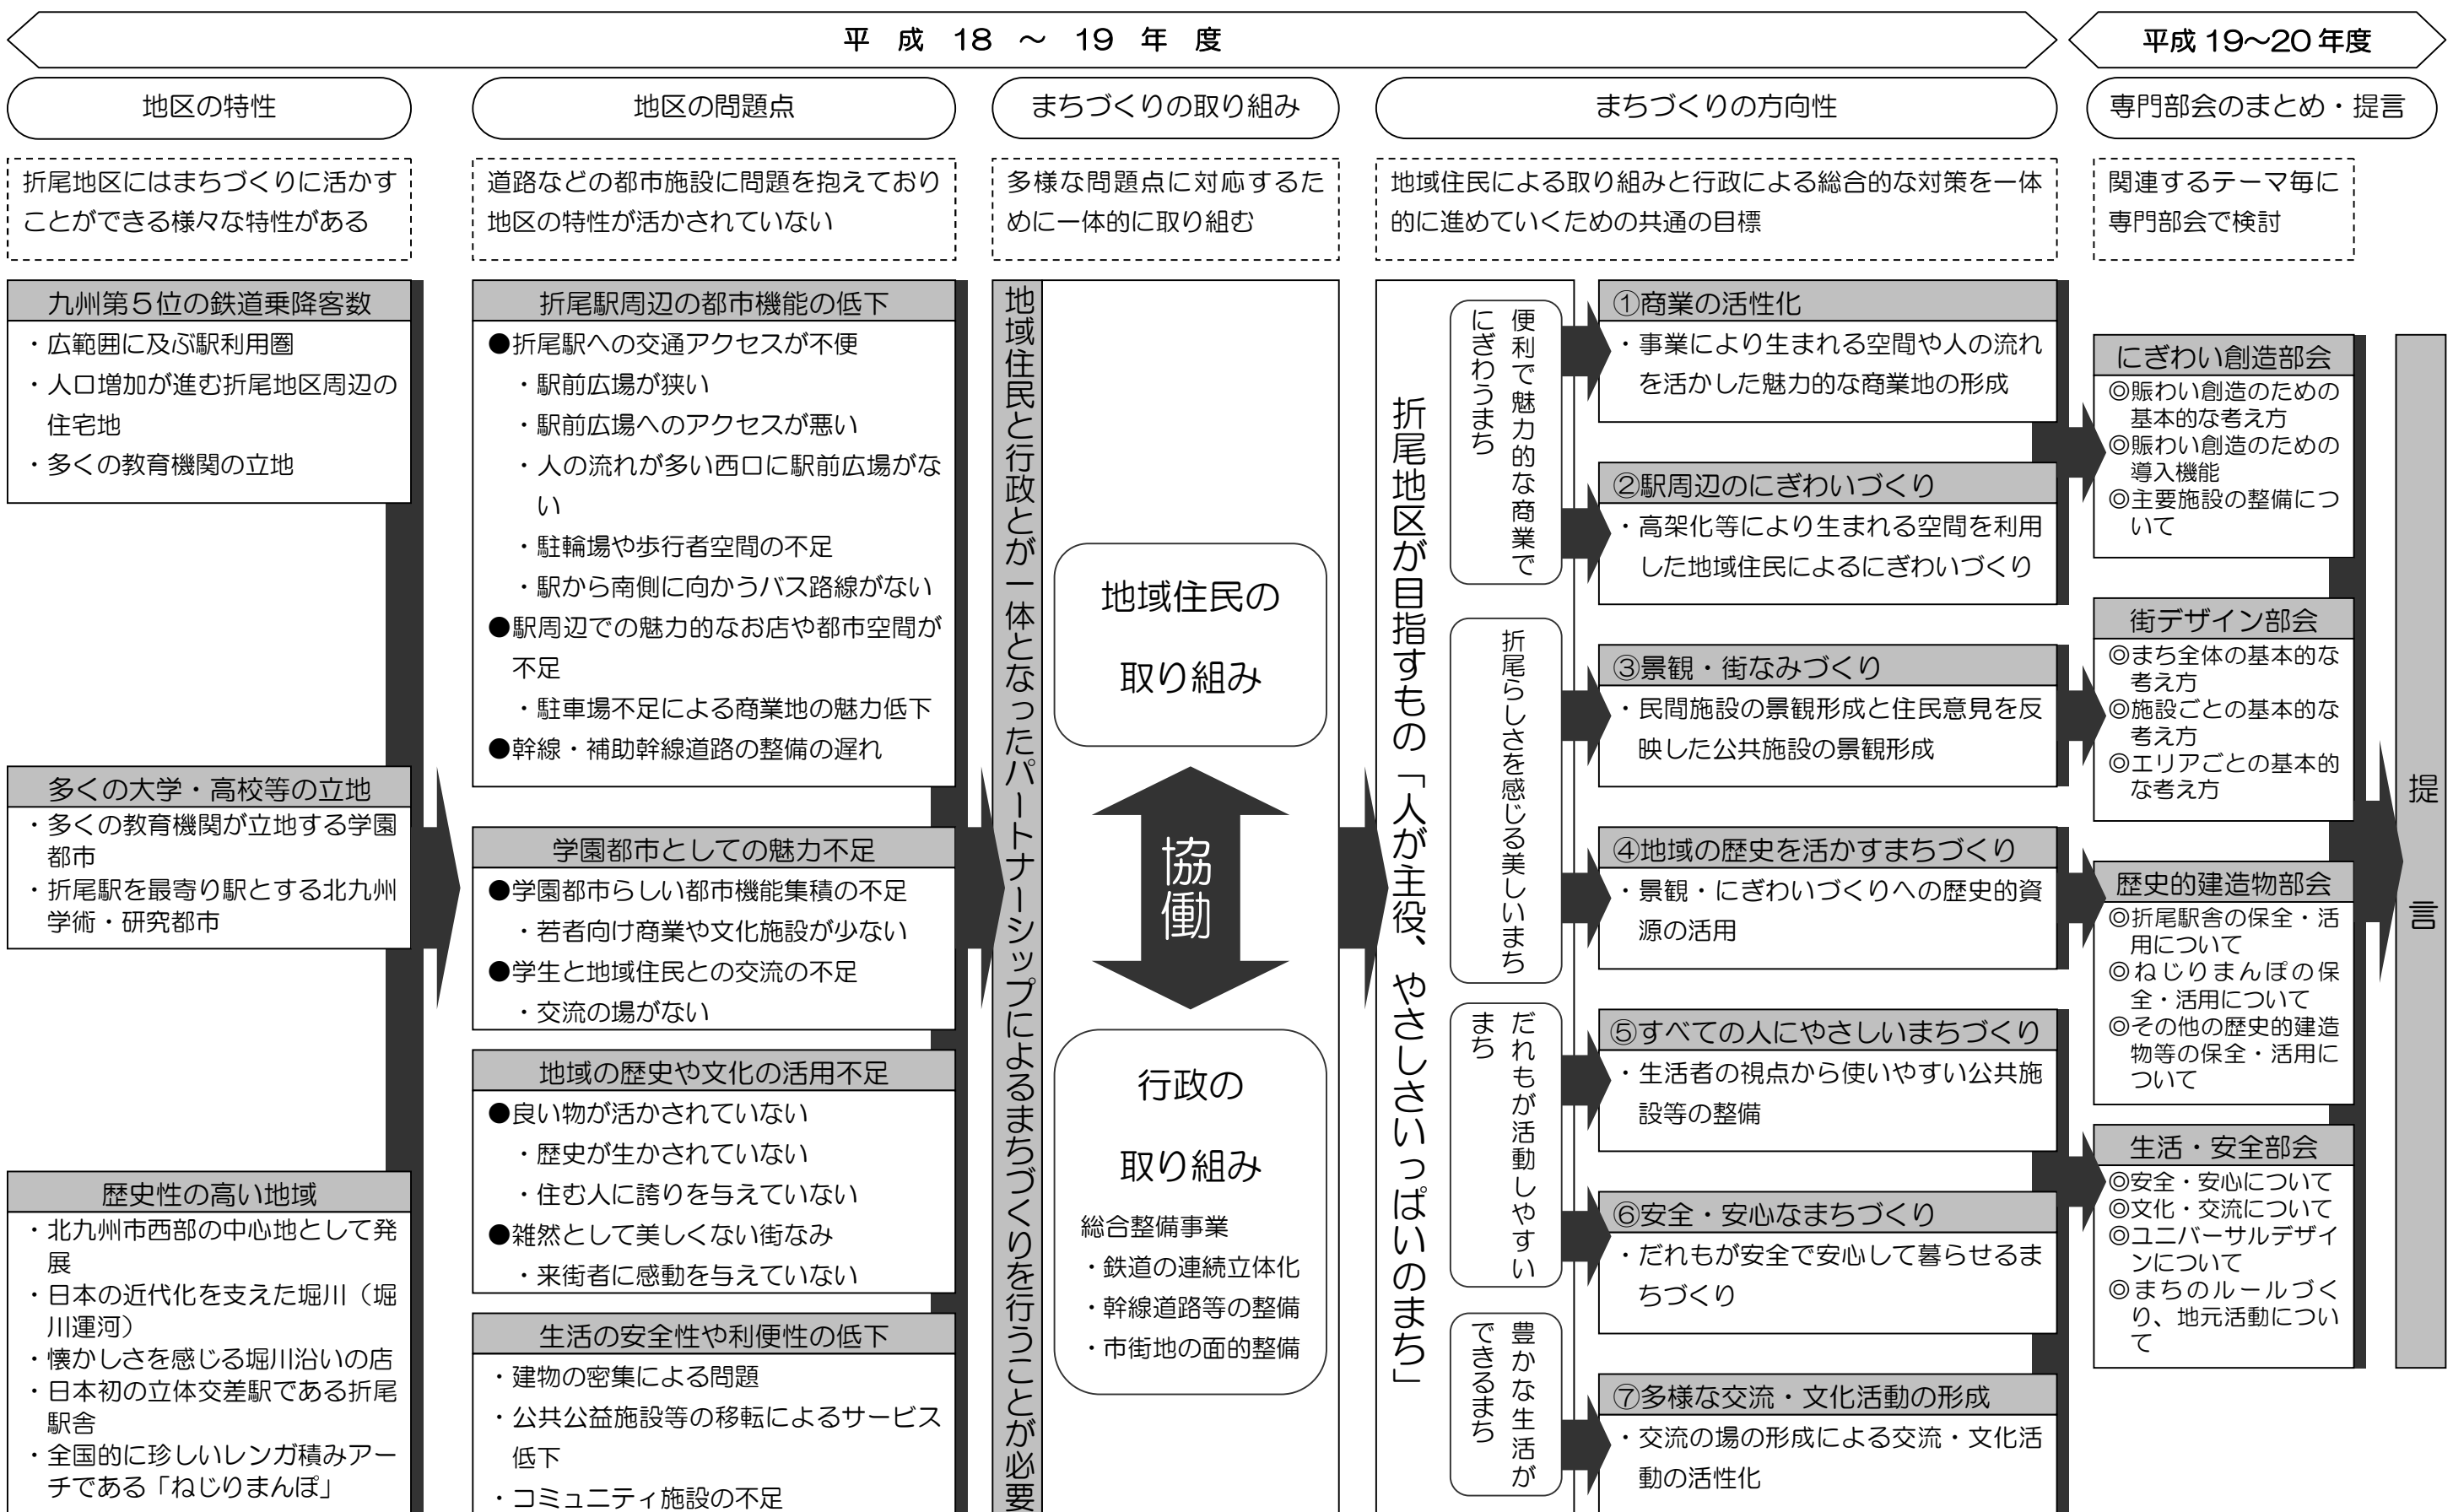 平成18～19年度
平成19～20年度
地区の特性
地区の問題点
まちづくりの取り組み
まちづくりの方向性
専門部会のまとめ・提言
折尾地区にはまちづくりに活かす
ことができる様々な特性がある
道路などの都市施設に問題を抱えており
地区の特性が活かされていない
多様な問題点に対応するた
めに一体的に取り組む
地域住民による取り組みと行政による総合的な対策を一体
的に進めていくための共通の目標
関連するテーマ毎に
専門部会で検討
九州第５位の鉄道乗降客数
・広範囲に及ぶ駅利用圏
・人口増加が進む折尾地区周辺の
住宅地
・多くの教育機関の立地
多くの大学・高校等の立地
・多くの教育機関が立地する学園
都市
・折尾駅を最寄り駅とする北九州
学術・研究都市
歴史性の高い地域
・北九州市西部の中心地として発
展
・日本の近代化を支えた堀川（堀
川運河）
・懐かしさを感じる堀川沿いの店
・日本初の立体交差駅である折尾
駅舎
・全国的に珍しいレンガ積みアー
チである「ねじりまんぽ」
折尾駅周辺の都市機能の低下
●折尾駅への交通アクセスが不便
・駅前広場が狭い
・駅前広場へのアクセスが悪い
・人の流れが多い西口に駅前広場がな
い
・駐輪場や歩行者空間の不足
・駅から南側に向かうバス路線がない
●駅周辺での魅力的なお店や都市空間が
不足
・駐車場不足による商業地の魅力低下
●幹線・補助幹線道路の整備の遅れ
学園都市としての魅力不足
●学園都市らしい都市機能集積の不足
・若者向け商業や文化施設が少ない
●学生と地域住民との交流の不足
・交流の場がない
地域の歴史や文化の活用不足
●良い物が活かされていない
・歴史が生かされていない
・住む人に誇りを与えていない
●雑然として美しくない街なみ
・来街者に感動を与えていない
生活の安全性や利便性の低下
・建物の密集による問題
・公共公益施設等の移転によるサービス
低下
・コミュニティ施設の不足
地域住民と行政とが一体となったパートナーシップによるまちづくりを行うことが必要
地域住民の
取り組み
協働
行政の
取り組み
総合整備事業
・鉄道の連続立体化
・幹線道路等の整備
・市街地の面的整備
折尾地区が目指すもの「人が主役、やさしさいっぱいのまち」
便利で魅力的な商業で
にぎわうまち
折尾らしさを感じる美しいまち
だれもが活動しやすい
まち
豊かな生活が
できるまち
①商業の活性化
・事業により生まれる空間や人の流れ
を活かした魅力的な商業地の形成
②駅周辺のにぎわいづくり
・高架化等により生まれる空間を利用
した地域住民によるにぎわいづくり
③景観・街なみづくり
・民間施設の景観形成と住民意見を反
映した公共施設の景観形成
④地域の歴史を活かすまちづくり
・景観・にぎわいづくりへの歴史的資
源の活用
⑤すべての人にやさしいまちづくり
・生活者の視点から使いやすい公共施
設等の整備
⑥安全・安心なまちづくり
・だれもが安全で安心して暮らせるま
ちづくり
⑦多様な交流・文化活動の形成
・交流の場の形成による交流・文化活
動の活性化
にぎわい創造部会
◎賑わい創造のための
基本的な考え方
◎賑わい創造のための
導入機能
◎主要施設の整備につ
いて
街デザイン部会
◎まち全体の基本的な
考え方
◎施設ごとの基本的な
考え方
◎エリアごとの基本的
な考え方
歴史的建造物部会
◎折尾駅舎の保全・活
用について
◎ねじりまんぽの保
全・活用について
◎その他の歴史的建造
物等の保全・活用に
ついて
生活・安全部会
◎安全・安心について
◎文化・交流について
◎ユニバーサルデザイ
ンについて
◎まちのルールづく
り、地元活動につい
て
提言